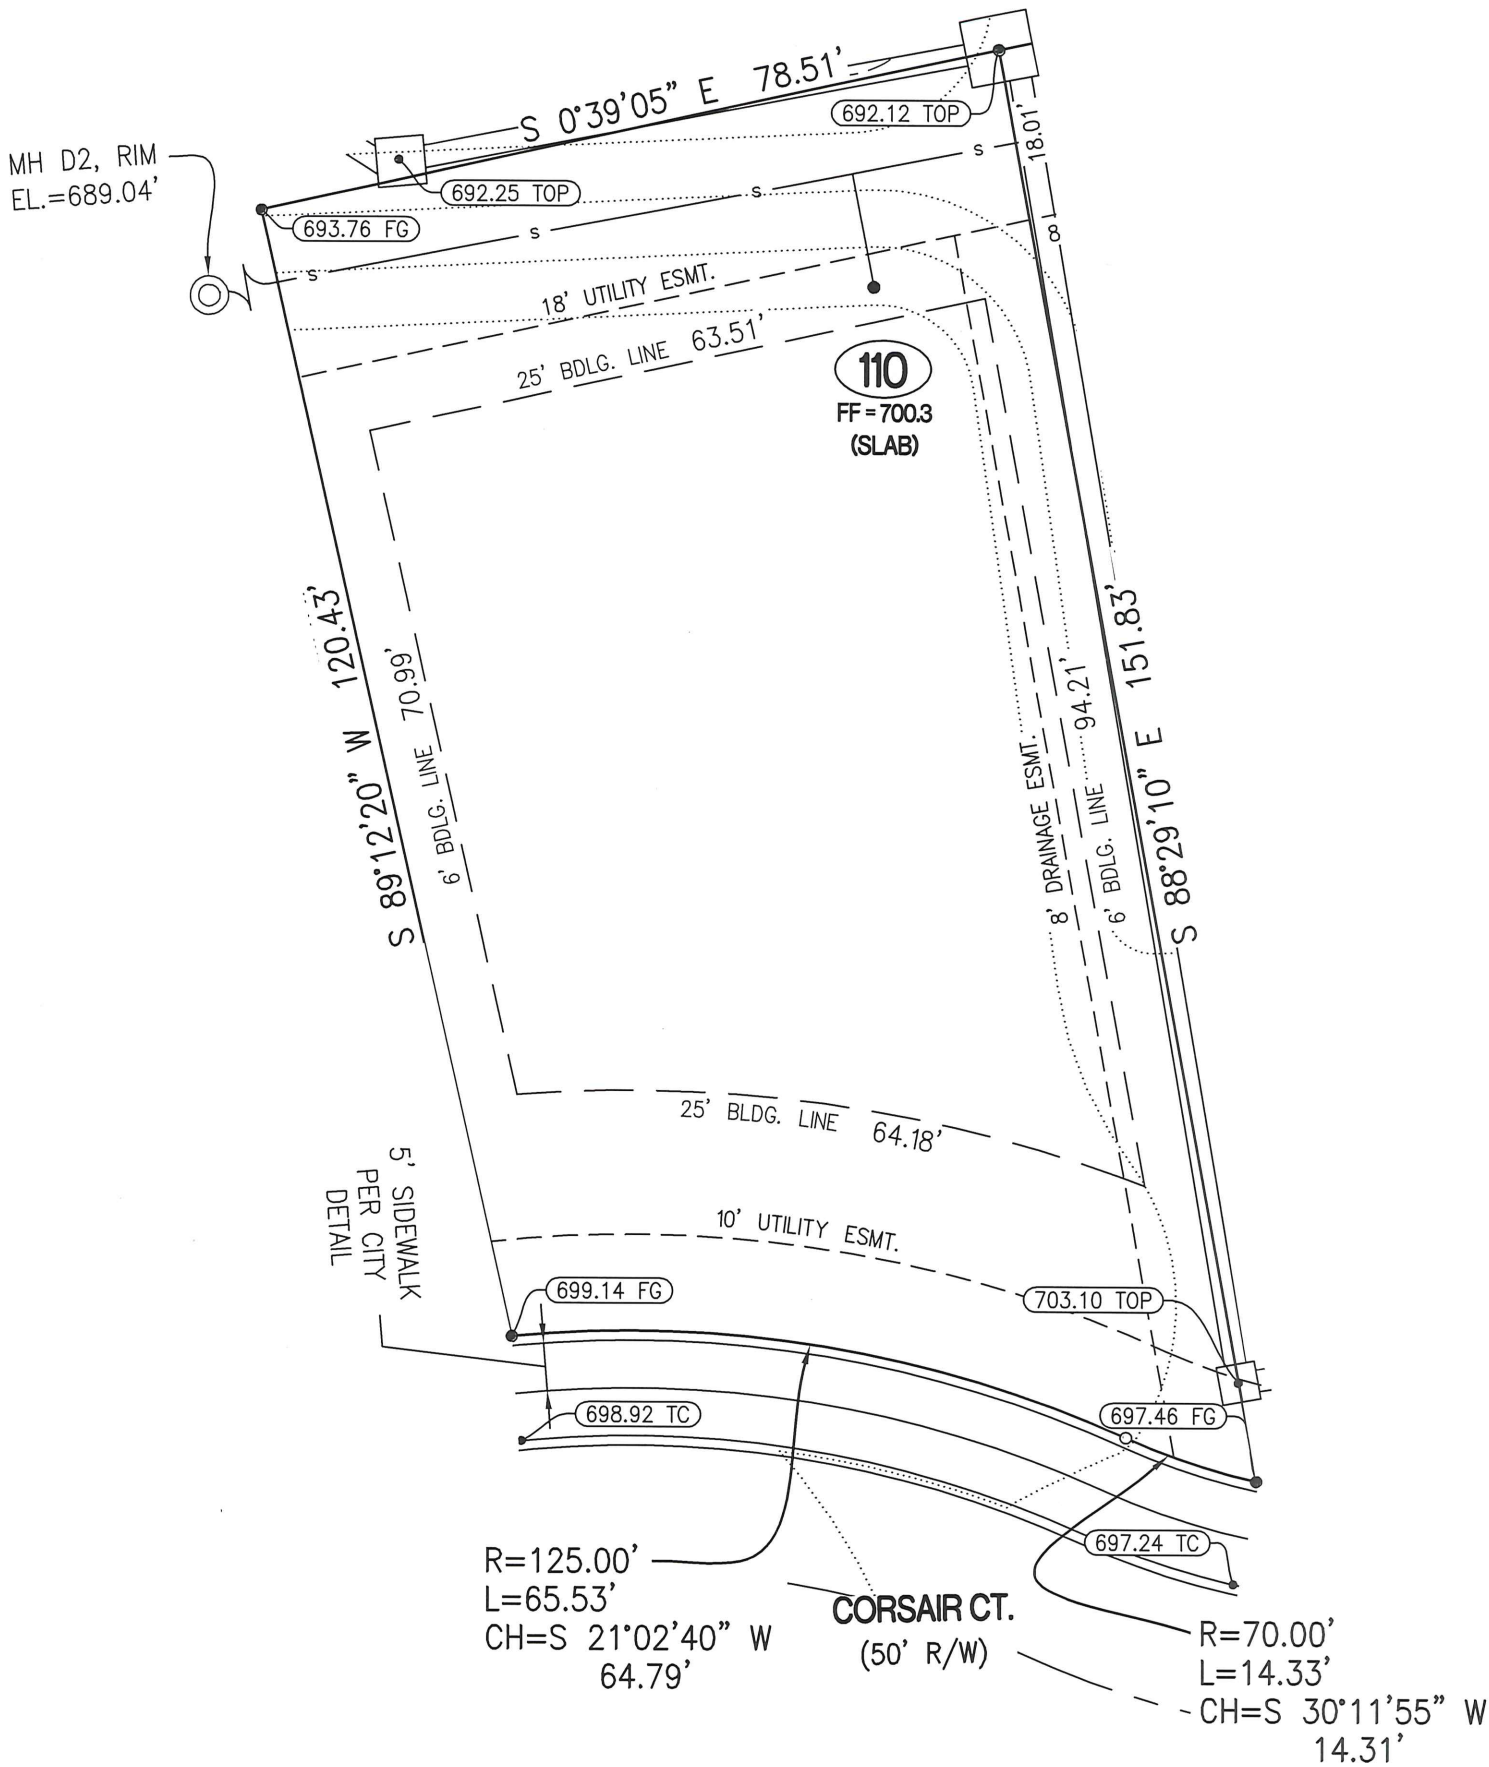 S 0°39'05" E 78.51'
692.12 TOP
18.01'
MH D2, RIM
EL.=689.04'
692.25 TOP
693.76 FG
S
S
S
S
8
18' UTILITY ESMT.
25' BDLG. LINE 63.51'
110
FF = 700.3
(SLAB)
S 89°12'20" W 120.43'
6' BDLG. LINE 70.99'
8' DRAINAGE ESMT.
6' BDLG. LINE 94.21'
S 88°29'10" E 151.83'
25' BLDG. LINE 64.18'
5' SIDEWALK
PER CITY
DETAIL
10' UTILITY ESMT.
699.14 FG
703.10 TOP
698.92 TC
697.46 FG
697.24 TC
R=125.00'
L=65.53'
CH=S 21°02'40" W
64.79'
CORSAIR CT.
(50' R/W)
R=70.00'
L=14.33'
CH=S 30°11'55" W
14.31'